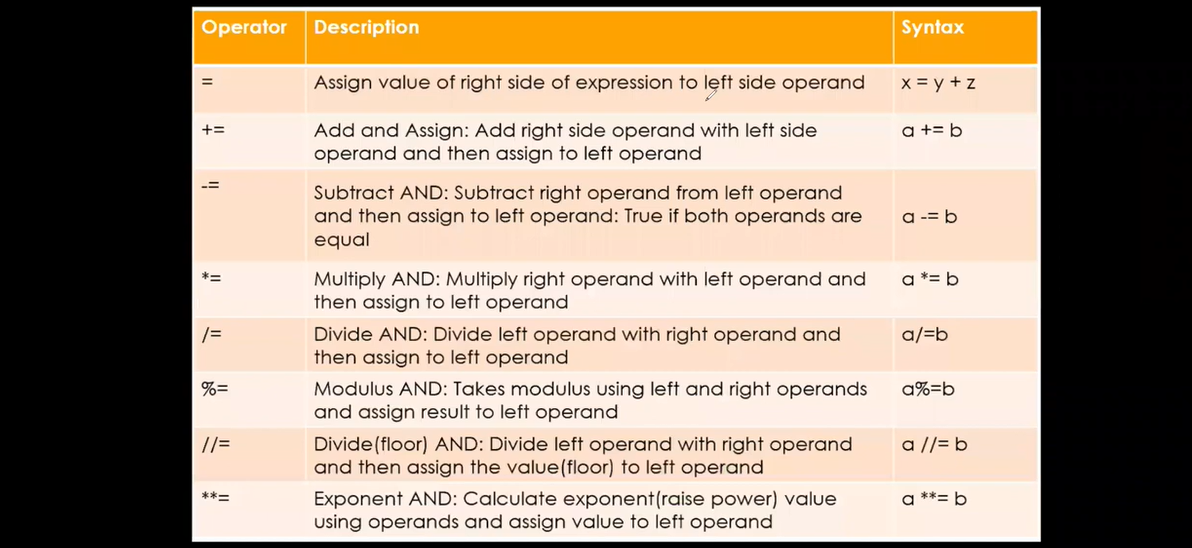 Operator Description Syntax
= Assign value of right side of expression to left side operand x = y + z
+= Add and Assign: Add right side operand with left side a += b
operand and then assign to left operand
-= Subtract AND: Subtract right operand from left operand
and then assign to left operand: True if both operands are a -= b
equal
*= Multiply AND: Multiply right operand with left operand and a *= b
then assign to left operand
/= Divide AND: Divide left operand with right operand and a/=b
then assign to left operand
%= Modulus AND: Takes modulus using left and right operands a%=b
and assign result to left operand
//= Divide(floor) AND: Divide left operand with right operand a //= b
and then assign the value(floor) to left operand
**= Exponent AND: Calculate exponent(raise power) value a **= b
using operands and assign value to left operand